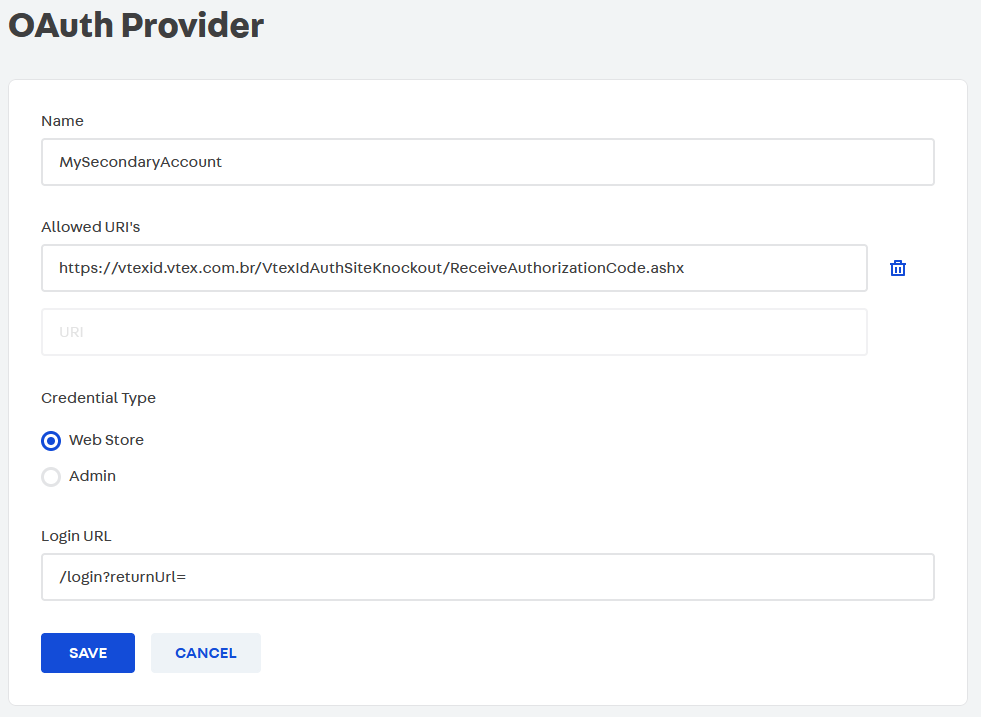 OAuth Provider
Name
MySecondaryAccount
Allowed URI's
https://vtexid.vtex.com.br/VtexIdAuthSiteKnockout/ReceiveAuthorizationCode.ashx
URI
Credential Type
Web Store
Admin
Login URL
/login?returnUrl=
SAVE CANCEL